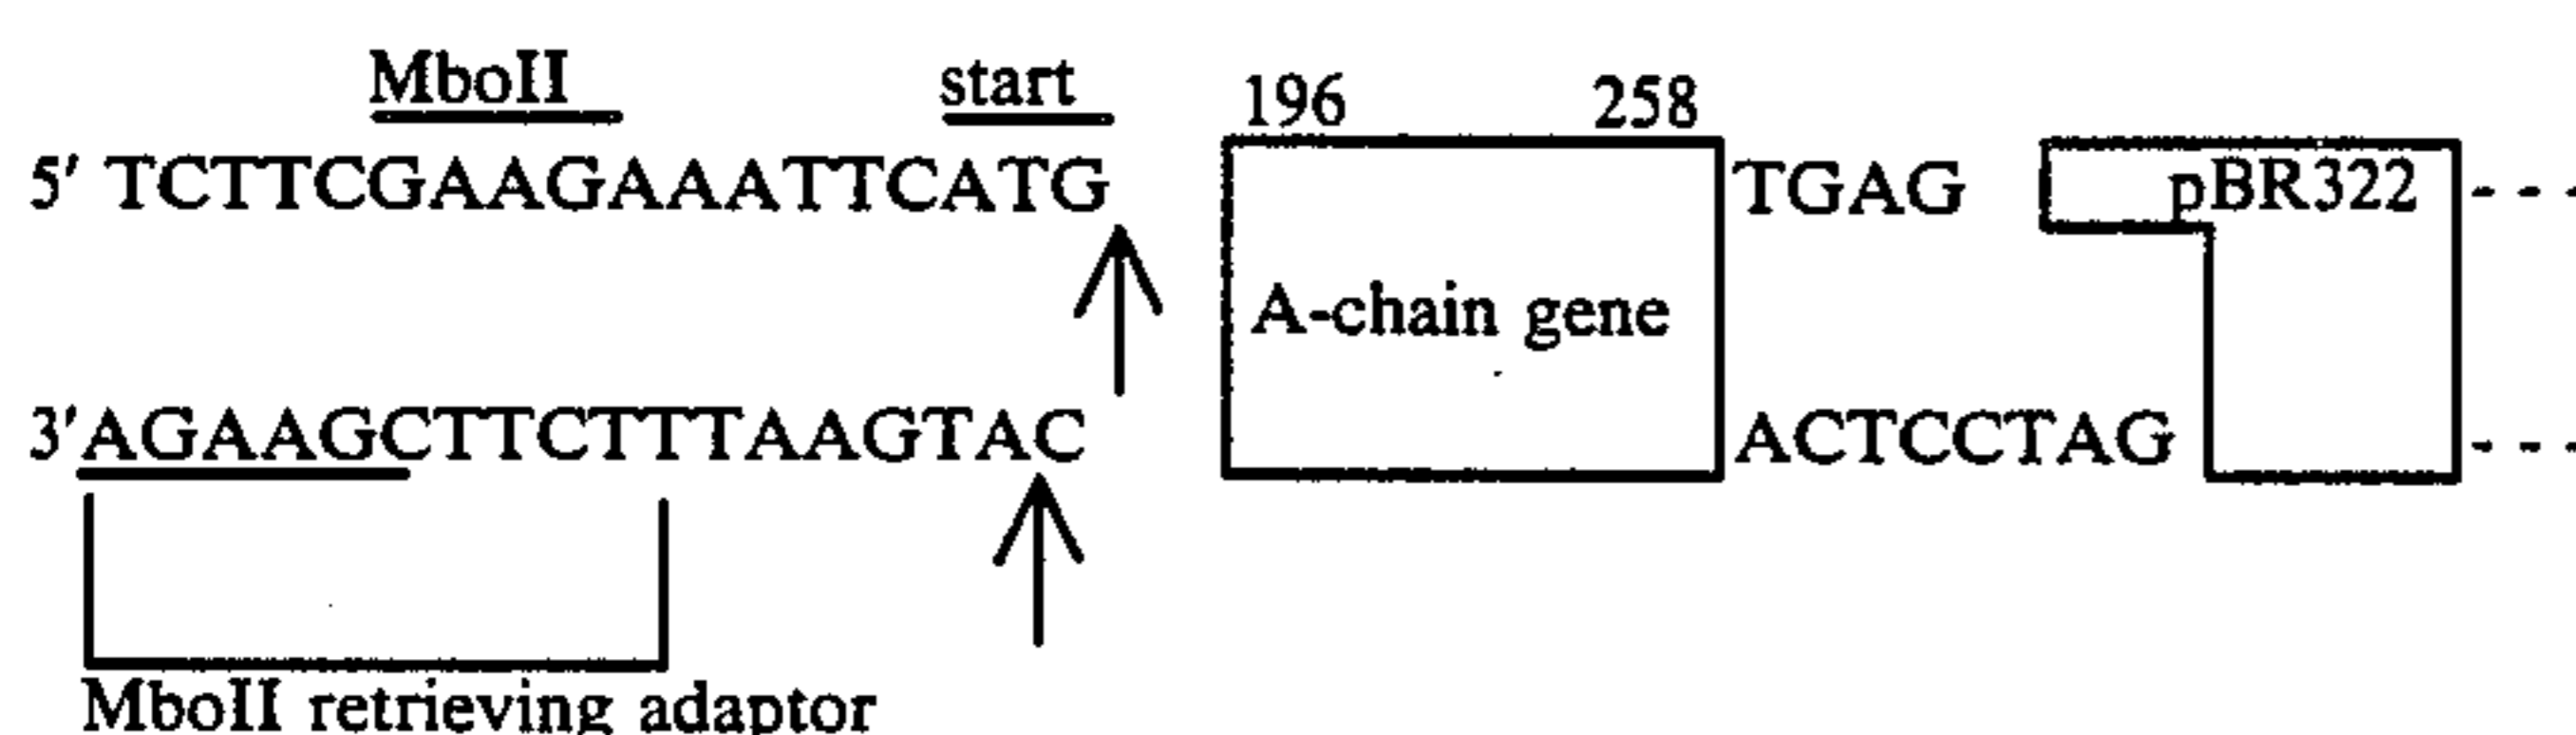 MboII start 196 258
5' TCTTCGAAGAAATTCATG TGAG pBR322 - - -
A-chain gene
3'AGAAGCTTCTTTAAGTAC ACTCCTAG - - -
MboII retrieving adaptor